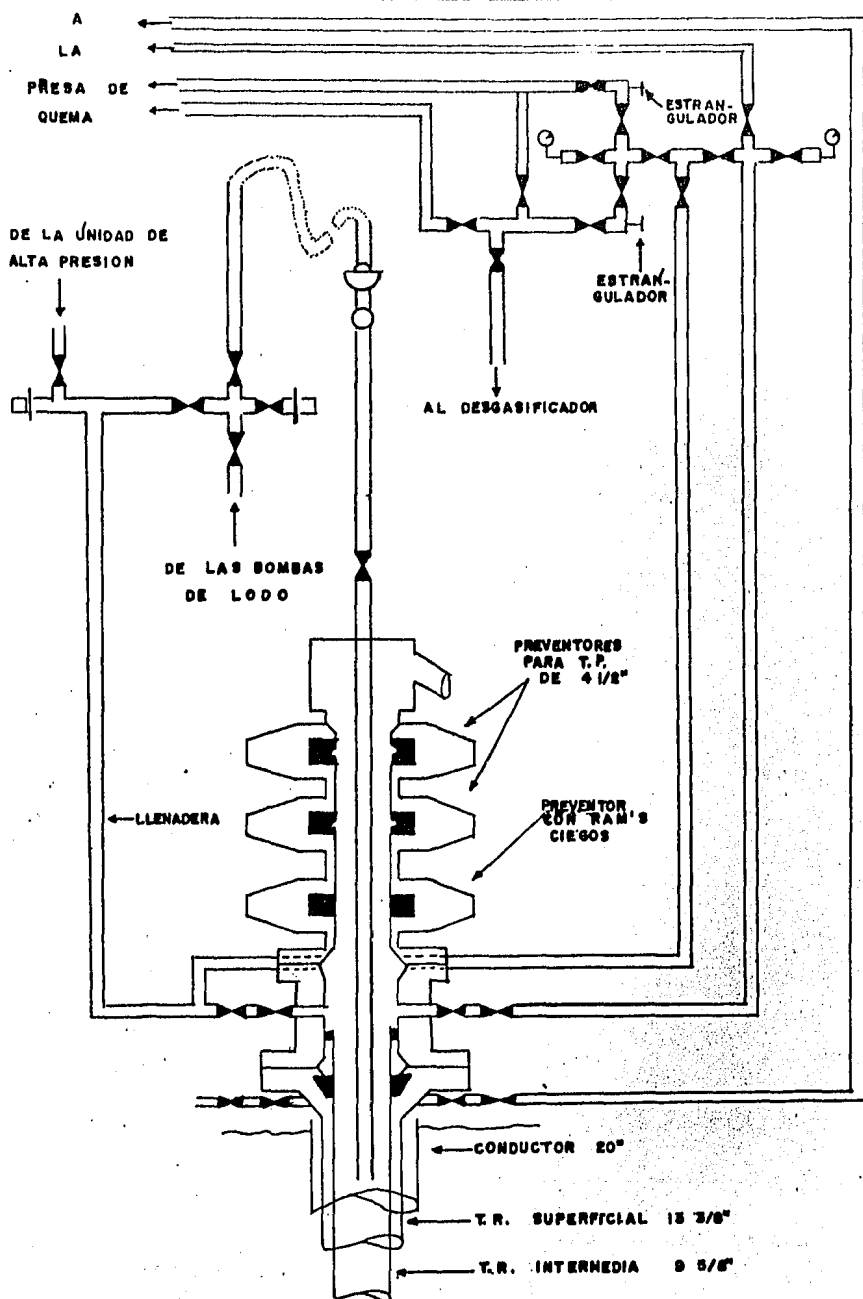 A
LA
PRESA DE
QUEMA
ESTRAN-
GULADOR
DE LA UNIDAD DE
ALTA PRESION
ESTRAN-
GULADOR
AL DESGASIFICADOR
DE LAS BOMBAS
DE LODO
PREVENTORES
PARA T.P.
DE 4 1/2"
LLENADERA
PREVENTOR
CON RAM'S
CIEGOS
CONDUCTOR 20"
T.R. SUPERFICIAL 13 3/8"
T.R. INTERMEDIA 9 5/8"